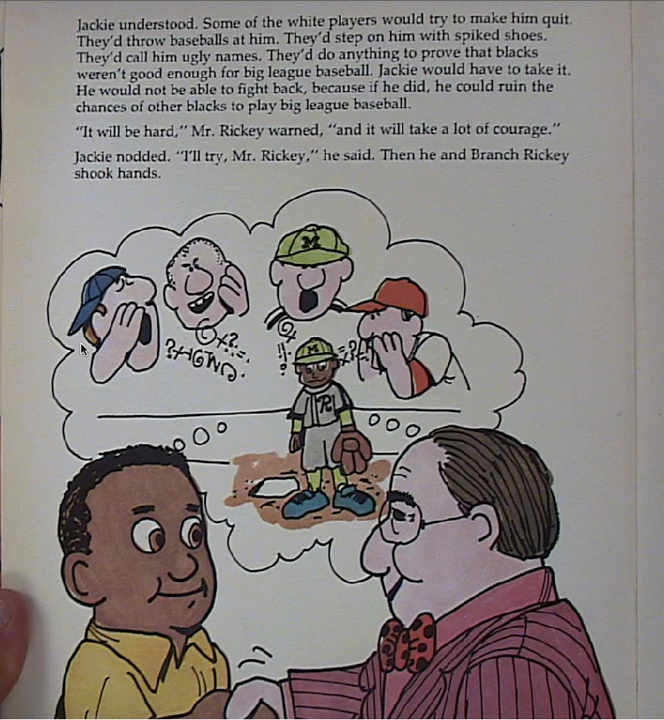 Jackie understood. Some of the white players would try to make him quit.
They'd throw baseballs at him. They'd step on him with spiked shoes.
They'd call him ugly names. They'd do anything to prove that blacks
weren't good enough for big league baseball. Jackie would have to take it.
He would not be able to fight back, because if he did, he could ruin the
chances of other blacks to play big league baseball.
"It will be hard," Mr. Rickey warned, "and it will take a lot of courage."
Jackie nodded. "I'll try, Mr. Rickey," he said. Then he and Branch Rickey
shook hands.
M
M
R